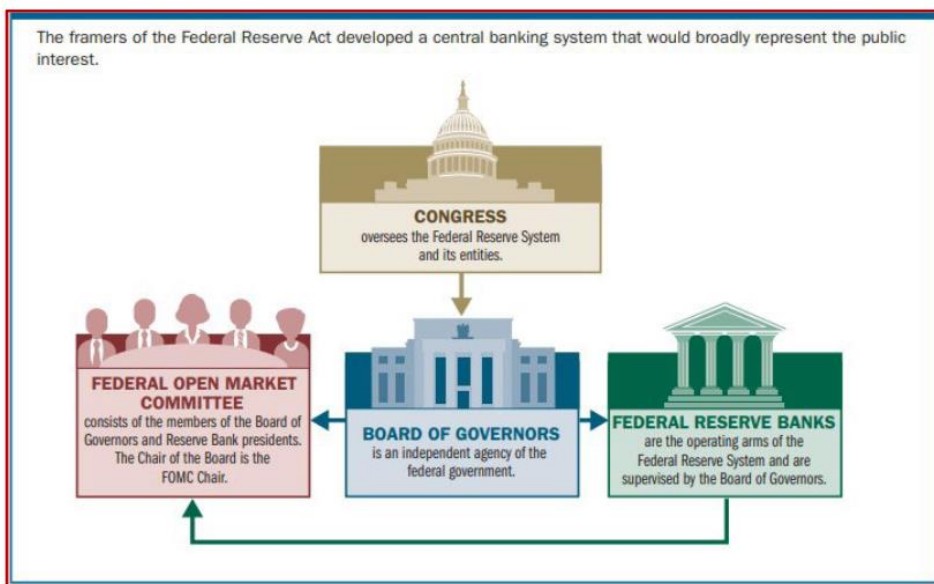 The framers of the Federal Reserve Act developed a central banking system that would broadly represent the public
interest.
CONGRESS
oversees the Federal Reserve System
and its entities.
FEDERAL OPEN MARKET
COMMITTEE
consists of the members of the Board of
Governors and Reserve Bank presidents.
The Chair of the Board is the
FOMC Chair.
BOARD OF GOVERNORS
is an independent agency of the
federal government.
FEDERAL RESERVE BANKS
are the operating arms of the
Federal Reserve System and are
supervised by the Board of Governors.